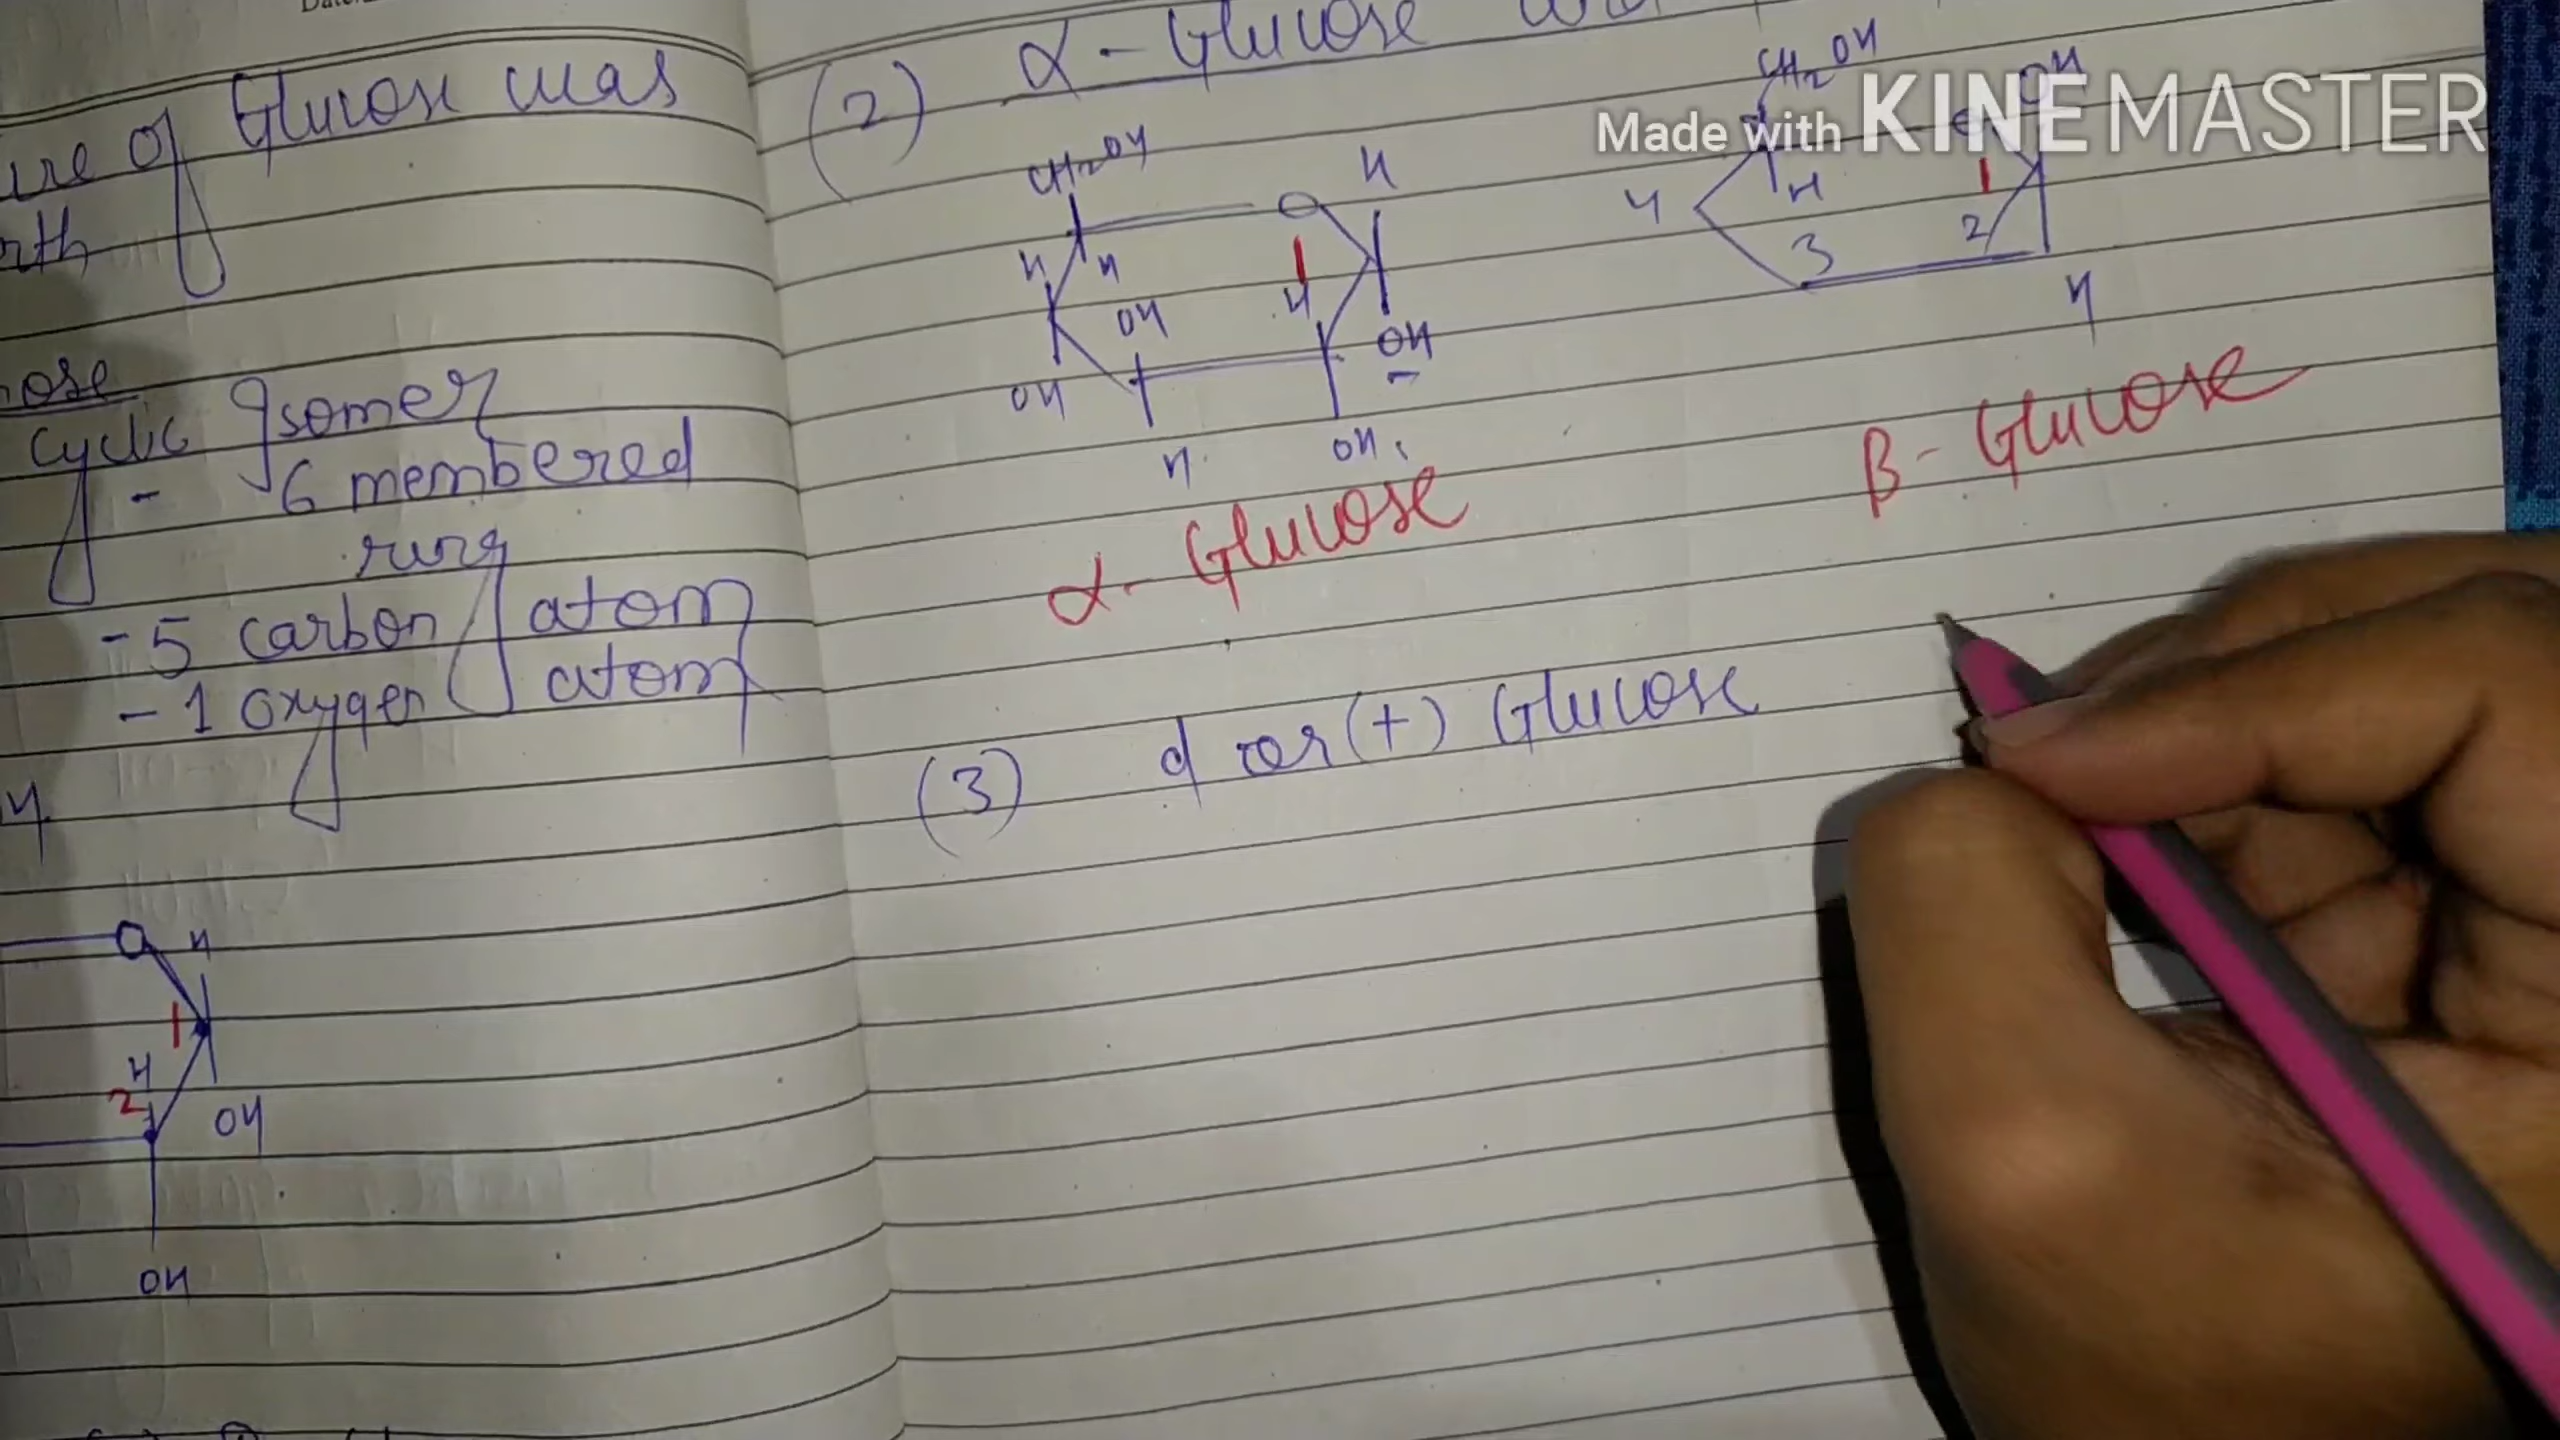 ure of Glucose was
rth
ose
Cyclic Isomer
- 6 membered
ring
- 5 carbon atom
- 1 oxygen atom
H
O H
1
H
2
OH
OH
(2) α - Glucose
CH2OH
O H
H H
1
H
OH
OH
OH
H
OH
α - Glucose
CH2OH
OH
O
H
1
4
3
2
H
β - Glucose
(3) d or (+) Glucose
Made with KINEMASTER